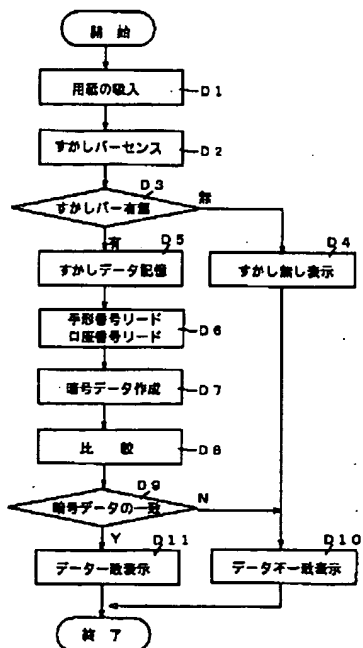 開始
用紙の吸入
D1
すかしバーセンス
D2
D3
すかしバー有無
無
有
D5
すかしデータ記憶
D4
すかし無し表示
手形番号リード
口座番号リード
D6
暗号データ作成
D7
比較
D8
D9
暗号データの一致
N
Y
D11
データ一致表示
D10
データ不一致表示
終了